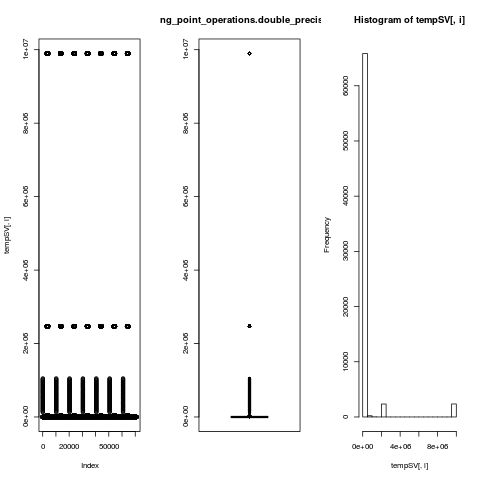 ng_point_operations.double_precis
Histogram of tempSV[, i]
tempSV[, i]
0e+00
2e+06
4e+06
6e+06
8e+06
1e+07
0
20000
50000
Index
0e+00
2e+06
4e+06
6e+06
8e+06
1e+07
Frequency
0
10000
20000
30000
40000
50000
60000
0e+00
4e+06
8e+06
tempSV[, i]